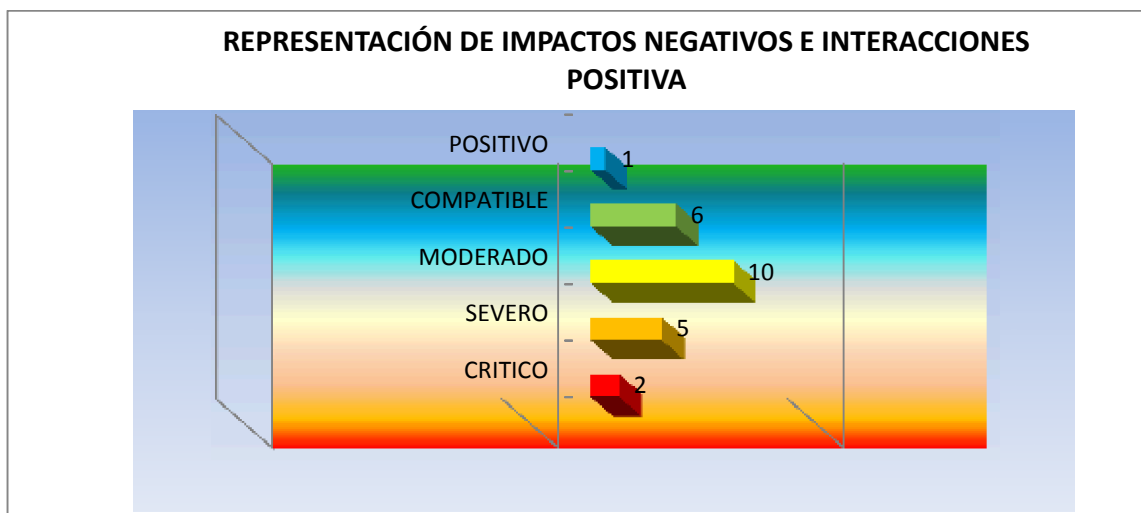 REPRESENTACIÓN DE IMPACTOS NEGATIVOS E INTERACCIONES
POSITIVA
POSITIVO 1
COMPATIBLE 6
MODERADO 10
SEVERO 5
CRITICO 2